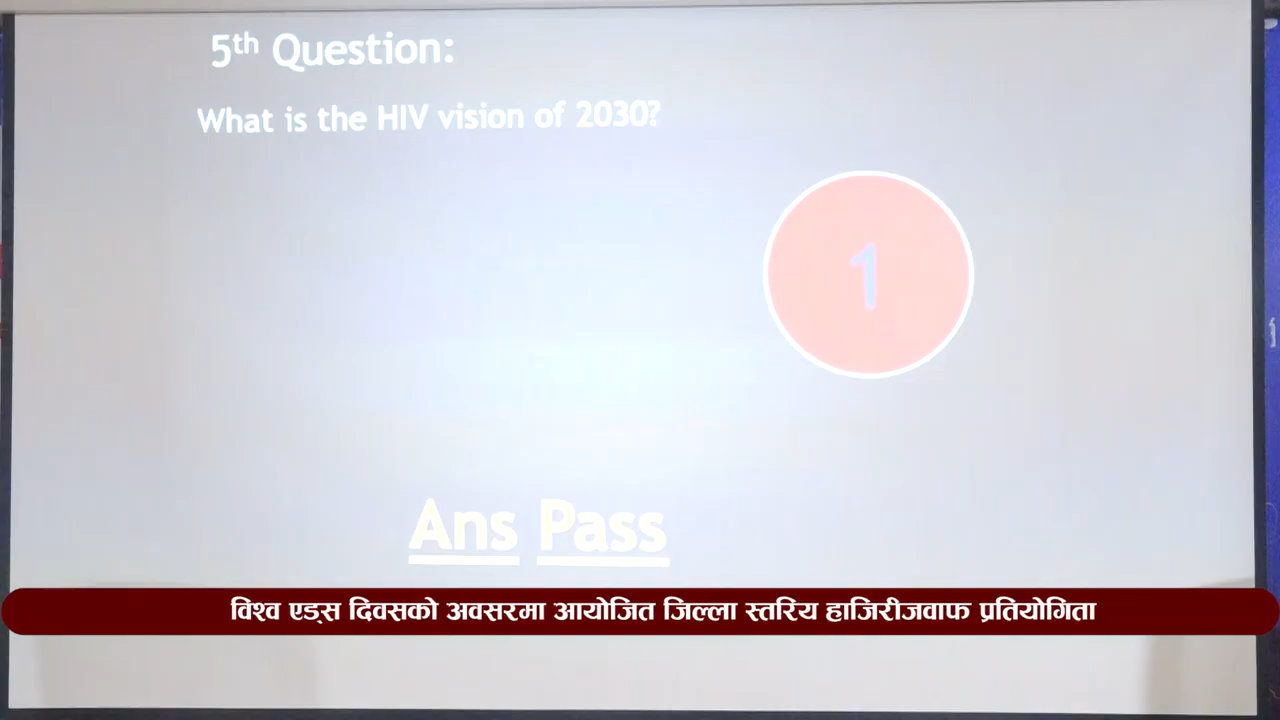 5th Question:
What is the HIV vision of 2030?
1
Ans Pass
विश्व एड्स दिवसको अवसरमा आयोजित जिल्ला स्तरिय हाजिरीजवाफ प्रतियोगिता